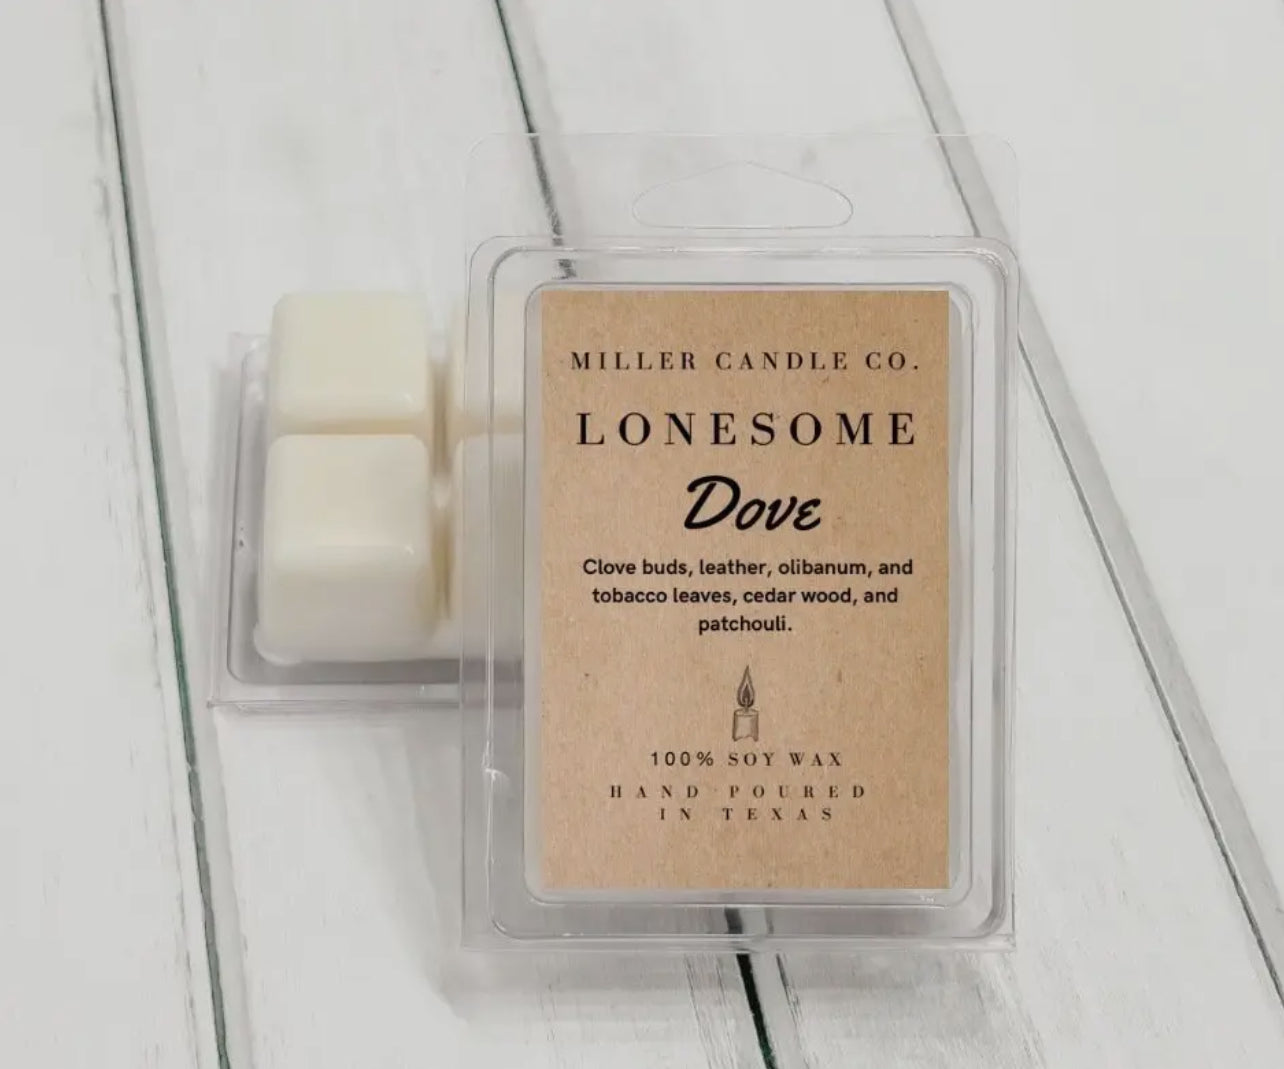 MILLER CANDLE CO.
LONESOME
Dove
Clove buds, leather, olibanum, and
tobacco leaves, cedar wood, and
patchouli.
100% SOY WAX
HAND POURED
IN TEXAS